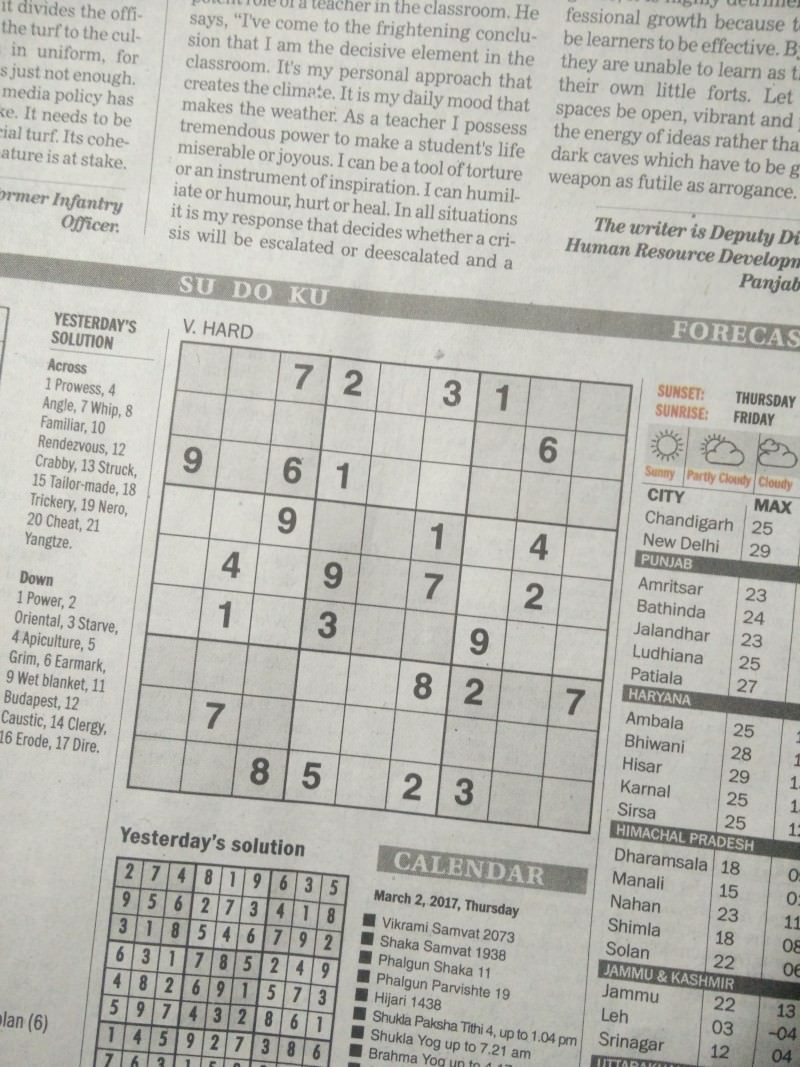 it divides the offi-
the turf to the cul-
in uniform, for
s just not enough.
media policy has
ke. It needs to be
cial turf. Its cohe-
ature is at stake.
ormer Infantry
Officer.
role of a teacher in the classroom. He
says, “I've come to the frightening conclu-
sion that I am the decisive element in the
classroom. It's my personal approach that
creates the climate. It is my daily mood that
makes the weather. As a teacher I possess
tremendous power to make a student's life
miserable or joyous. I can be a tool of torture
or an instrument of inspiration. I can humil-
iate or humour, hurt or heal. In all situations
it is my response that decides whether a cri-
sis will be escalated or deescalated and a
fessional growth because t
be learners to be effective. B
they are unable to learn as t
their own little forts. Let
spaces be open, vibrant and
the energy of ideas rather tha
dark caves which have to be g
weapon as futile as arrogance.
The writer is Deputy Di
Human Resource Developm
Panjab
SU DO KU
FORECAS
YESTERDAY'S
SOLUTION
Across
1 Prowess, 4
Angle, 7 Whip, 8
Familiar, 10
Rendezvous, 12
Crabby, 13 Struck,
15 Tailor-made, 18
Trickery, 19 Nero,
20 Cheat, 21
Yangtze.
Down
1 Power, 2
Oriental, 3 Starve,
4 Apiculture, 5
Grim, 6 Earmark,
9 Wet blanket, 11
Budapest, 12
Caustic, 14 Clergy,
16 Erode, 17 Dire.
plan (6)
V. HARD
7 2 3 1
6
9 6 1
9 1 4
4 9 7 2
1 3 9
8 2 7
7
8 5 2 3
Yesterday's solution
2 7 4 8 1 9 6 3 5
9 5 6 2 7 3 4 1 8
3 1 8 5 4 6 7 9 2
6 3 1 7 8 5 2 4 9
4 8 2 6 9 1 5 7 3
5 9 7 4 3 2 8 6 1
1 4 5 9 2 7 3 8 6
7 6 3 1 5
CALENDAR
March 2, 2017, Thursday
Vikrami Samvat 2073
Shaka Samvat 1938
Phalgun Shaka 11
Phalgun Parvishte 19
Hijari 1438
Shukla Paksha Tithi 4, up to 1.04 pm
Shukla Yog up to 7.21 am
Brahma Yog up to
SUNSET: THURSDAY
SUNRISE: FRIDAY
Sunny Partly Cloudy Cloudy
CITY MAX
Chandigarh 25
New Delhi 29
PUNJAB
Amritsar 23
Bathinda 24
Jalandhar 23
Ludhiana 25
Patiala 27
HARYANA
Ambala 25 1
Bhiwani 28 1
Hisar 29 1
Karnal 25 1
Sirsa 25 12
HIMACHAL PRADESH
Dharamsala 18 0
Manali 15 0
Nahan 23 11
Shimla 18 08
Solan 22 06
JAMMU & KASHMIR
Jammu 22 13
Leh 03 -04
Srinagar 12 04